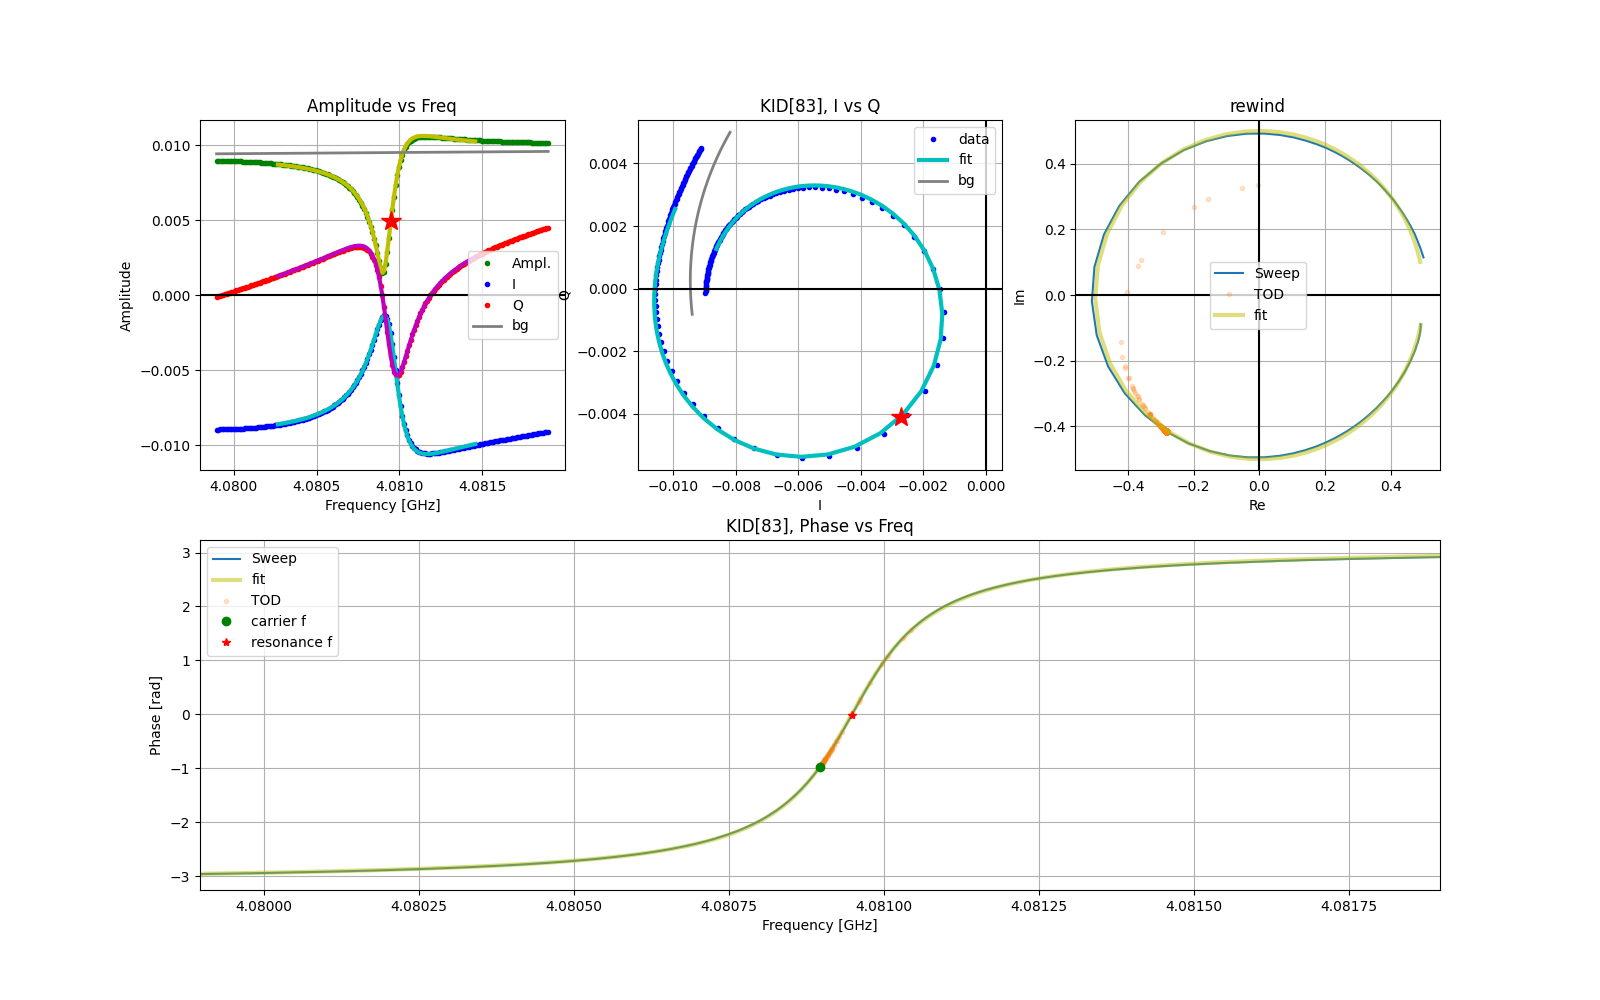 Amplitude vs Freq
0.010
0.005
0.000
−0.005
−0.010
Amplitude
4.0800
4.0805
4.0810
4.0815
Frequency [GHz]
Ampl.
I
Q
bg
KID[83], I vs Q
0.004
0.002
0.000
−0.002
−0.004
Q
−0.010
−0.008
−0.006
−0.004
−0.002
0.000
I
data
fit
bg
rewind
0.4
0.2
0.0
−0.2
−0.4
Im
−0.4
−0.2
0.0
0.2
0.4
Re
Sweep
TOD
fit
KID[83], Phase vs Freq
3
2
1
0
−1
−2
−3
Phase [rad]
Sweep
fit
TOD
carrier f
resonance f
4.08000
4.08025
4.08050
4.08075
4.08100
4.08125
4.08150
4.08175
Frequency [GHz]